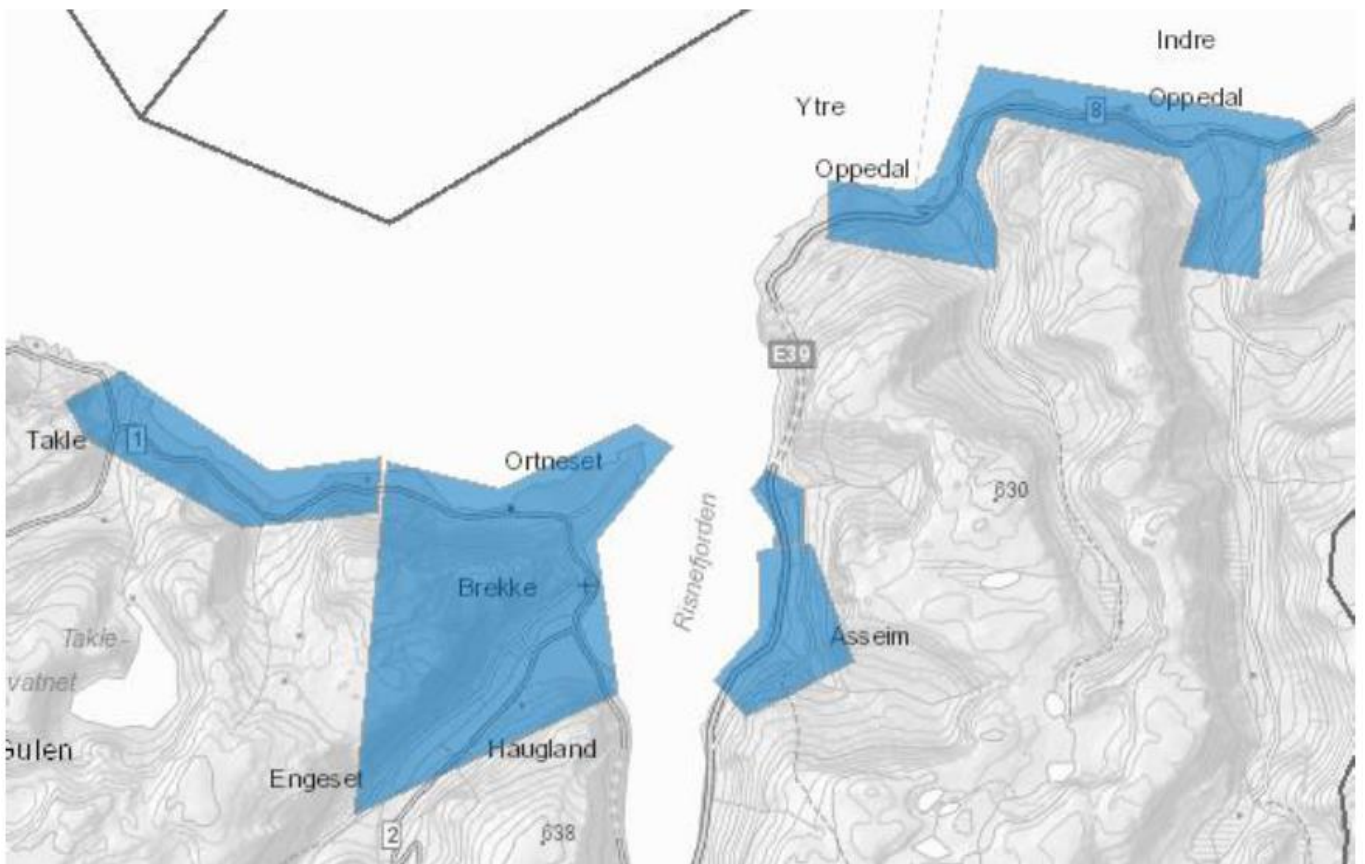 Indre
Ytre
8
Oppedal
Oppedal
E39
Takle
1
Ortneset
630
Risnefjorden
Brekke
Takle-
vatnet
Asseim
Gulen
Haugland
Engeset
2
638